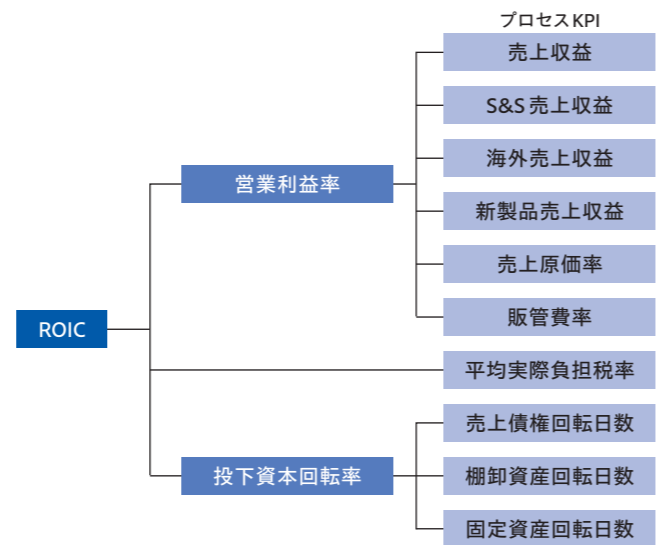 プロセスKPI
売上収益
S&S売上収益
海外売上収益
営業利益率
新製品売上収益
売上原価率
販管費率
ROIC
平均実際負担税率
売上債権回転日数
投下資本回転率
棚卸資産回転日数
固定資産回転日数